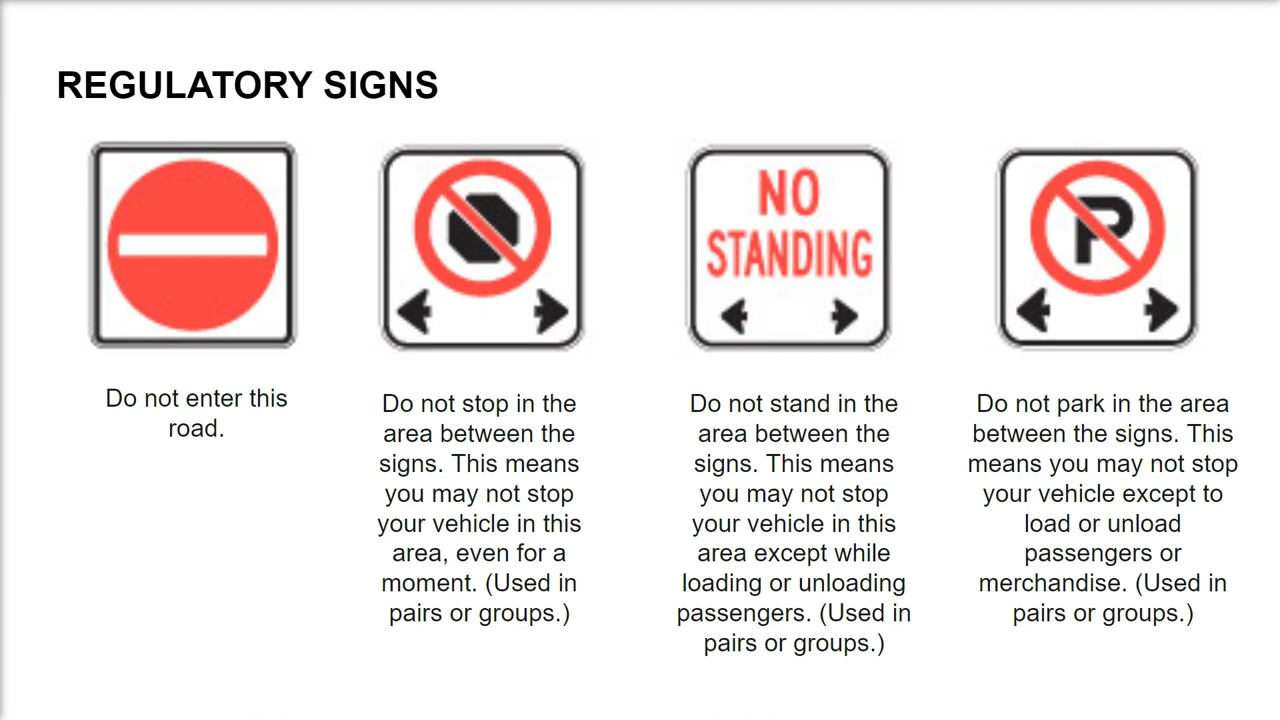 REGULATORY SIGNS
NO
STANDING
P
Do not enter this
road.
Do not stop in the
area between the
signs. This means
you may not stop
your vehicle in this
area, even for a
moment. (Used in
pairs or groups.)
Do not stand in the
area between the
signs. This means
you may not stop
your vehicle in this
area except while
loading or unloading
passengers. (Used in
pairs or groups.)
Do not park in the area
between the signs. This
means you may not stop
your vehicle except to
load or unload
passengers or
merchandise. (Used in
pairs or groups.)